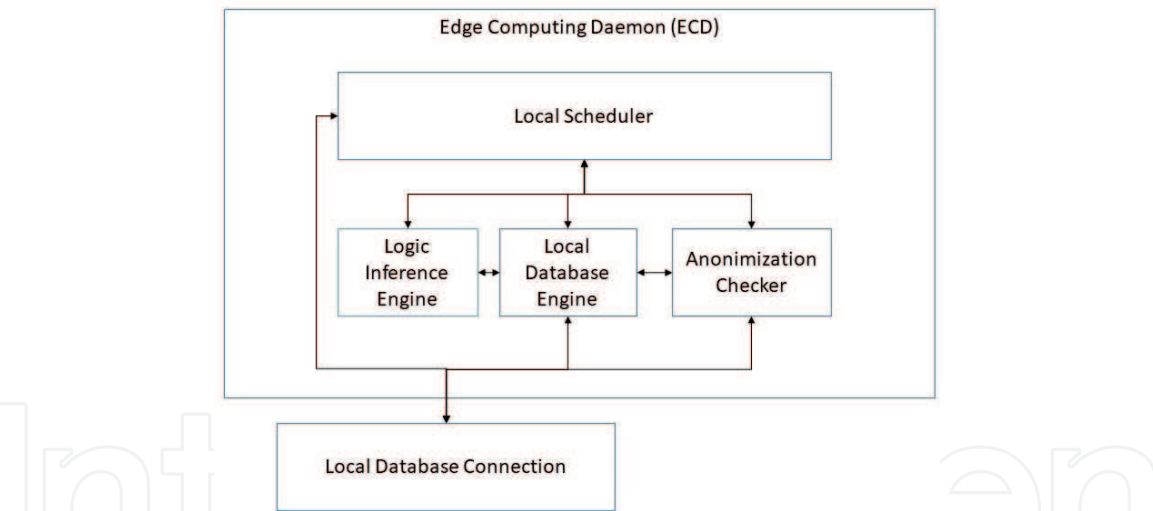 Edge Computing Daemon (ECD)
Local Scheduler
Logic
Inference
Engine
Local
Database
Engine
Anonimization
Checker
Local Database Connection